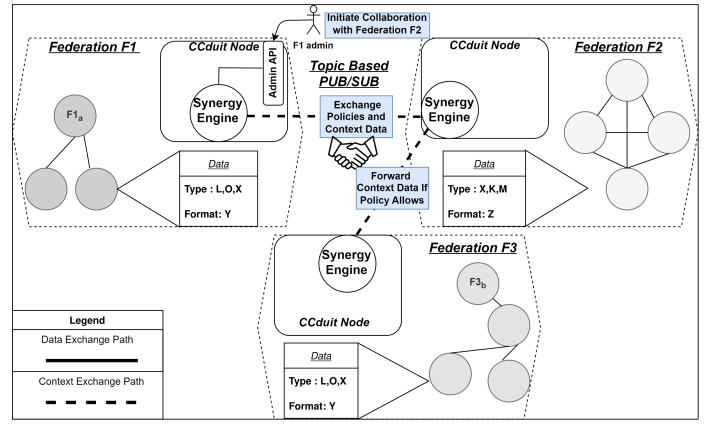 Initiate Collaboration
with Federation F2
F1 admin
Federation F1
CCduit Node
Admin API
Synergy
Engine
F1a
Data
Type : L,O,X
Format: Y
Topic Based
PUB/SUB
Exchange
Policies and
Context Data
Forward
Context Data If
Policy Allows
CCduit Node
Synergy
Engine
Federation F2
Data
Type : X,K,M
Format: Z
Federation F3
Synergy
Engine
CCduit Node
F3b
Data
Type : L,O,X
Format: Y
Legend
Data Exchange Path
Context Exchange Path